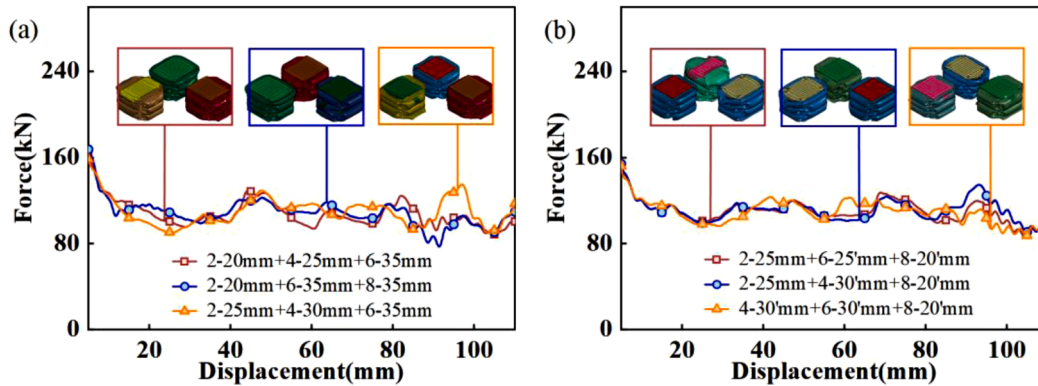 (a)
Force(kN)
240
160
80
0
2-20mm+4-25mm+6-35mm
2-20mm+6-35mm+8-35mm
2-25mm+4-30mm+6-35mm
20 40 60 80 100
Displacement(mm)
(b)
Force(kN)
240
160
80
0
2-25mm+6-25'mm+8-20'mm
2-25mm+4-30'mm+8-20'mm
4-30'mm+6-30'mm+8-20'mm
20 40 60 80 100
Displacement(mm)